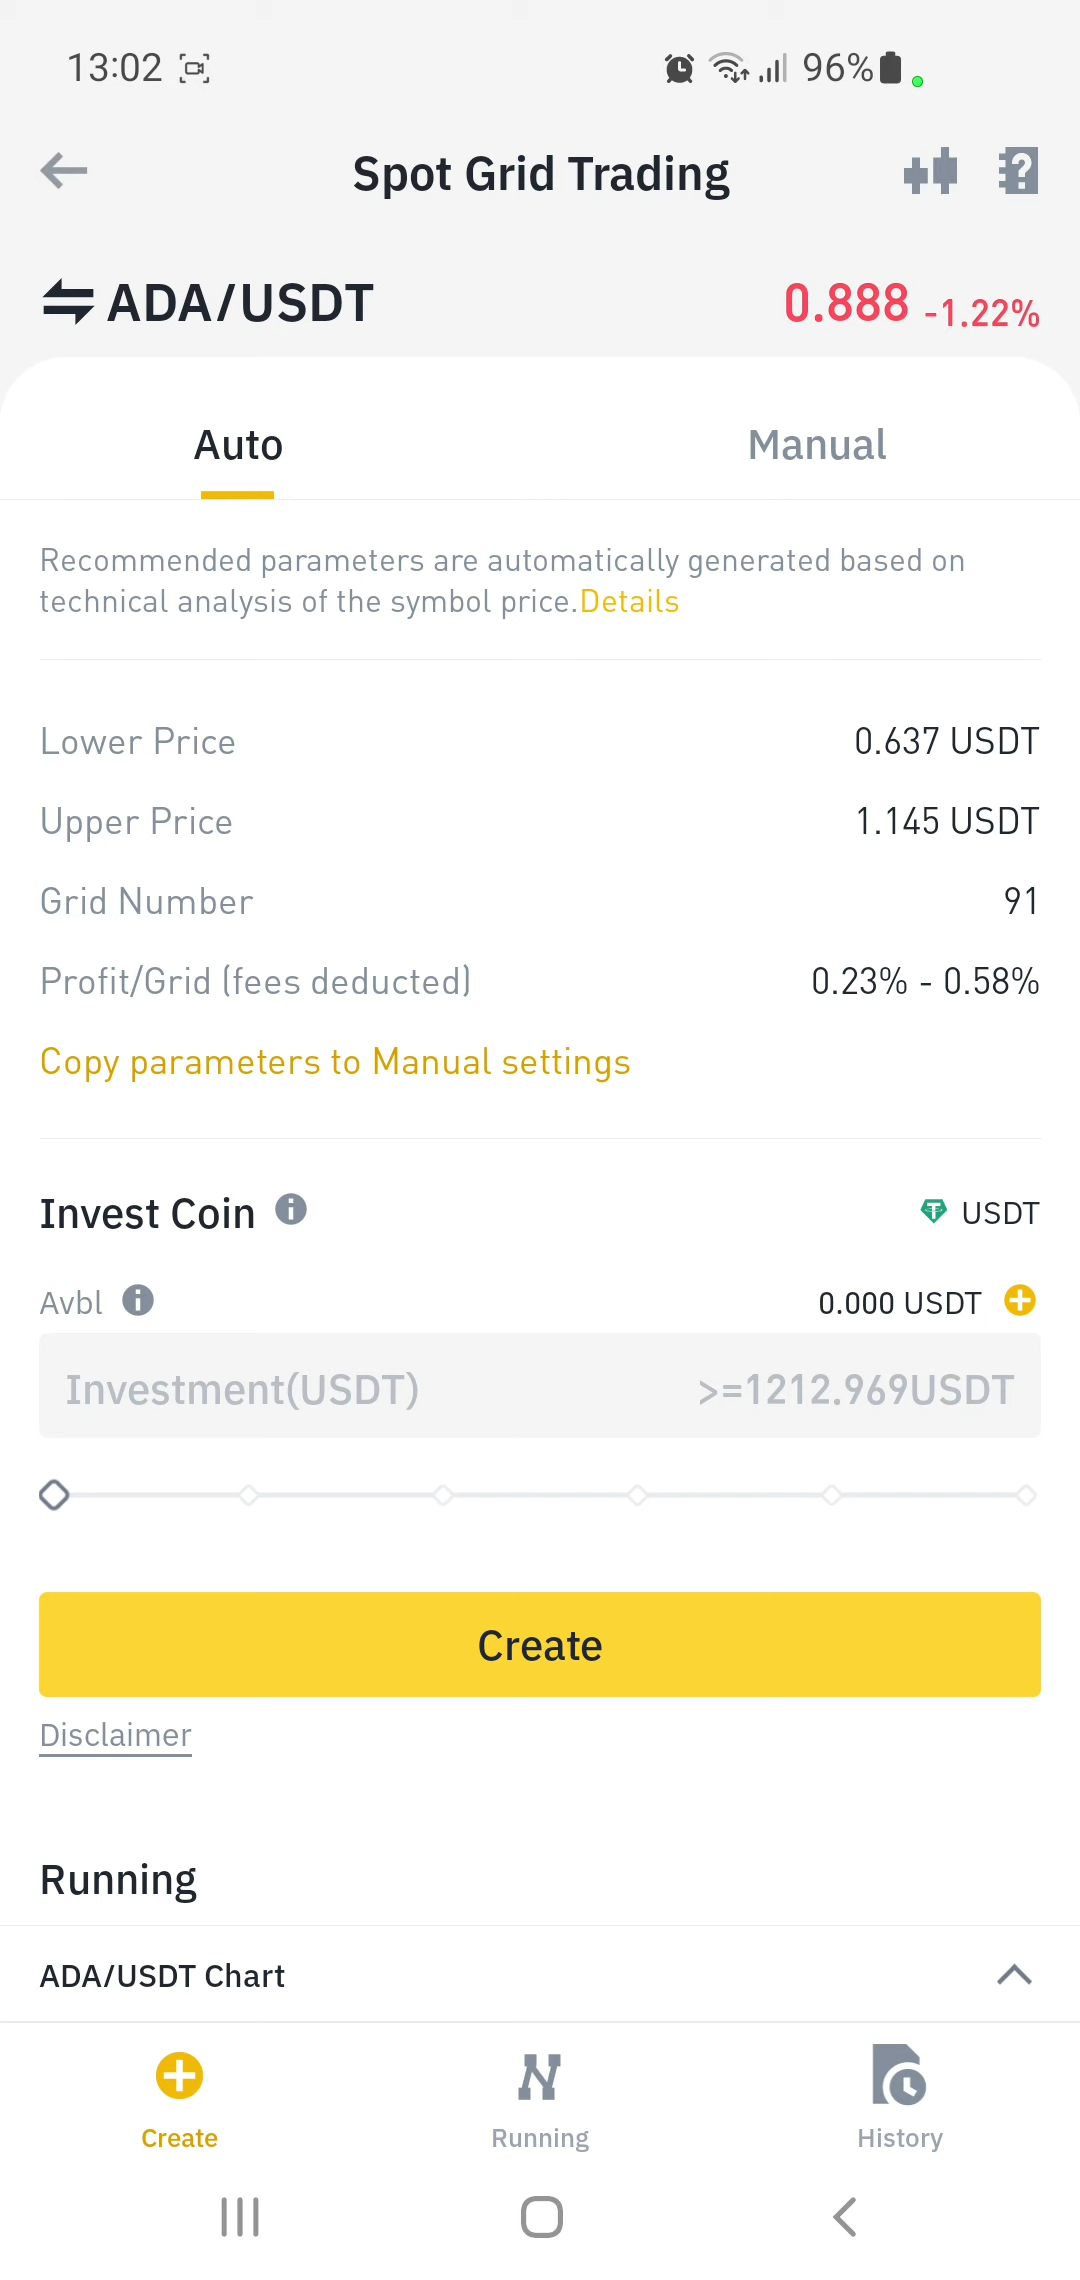 13:02 96%
Spot Grid Trading
ADA/USDT 0.888 -1.22%
Auto Manual
Recommended parameters are automatically generated based on
technical analysis of the symbol price.Details
Lower Price 0.637 USDT
Upper Price 1.145 USDT
Grid Number 91
Profit/Grid (fees deducted) 0.23% - 0.58%
Copy parameters to Manual settings
Invest Coin USDT
Avbl 0.000 USDT
Investment(USDT) >=1212.969USDT
Create
Disclaimer
Running
ADA/USDT Chart
Create Running History